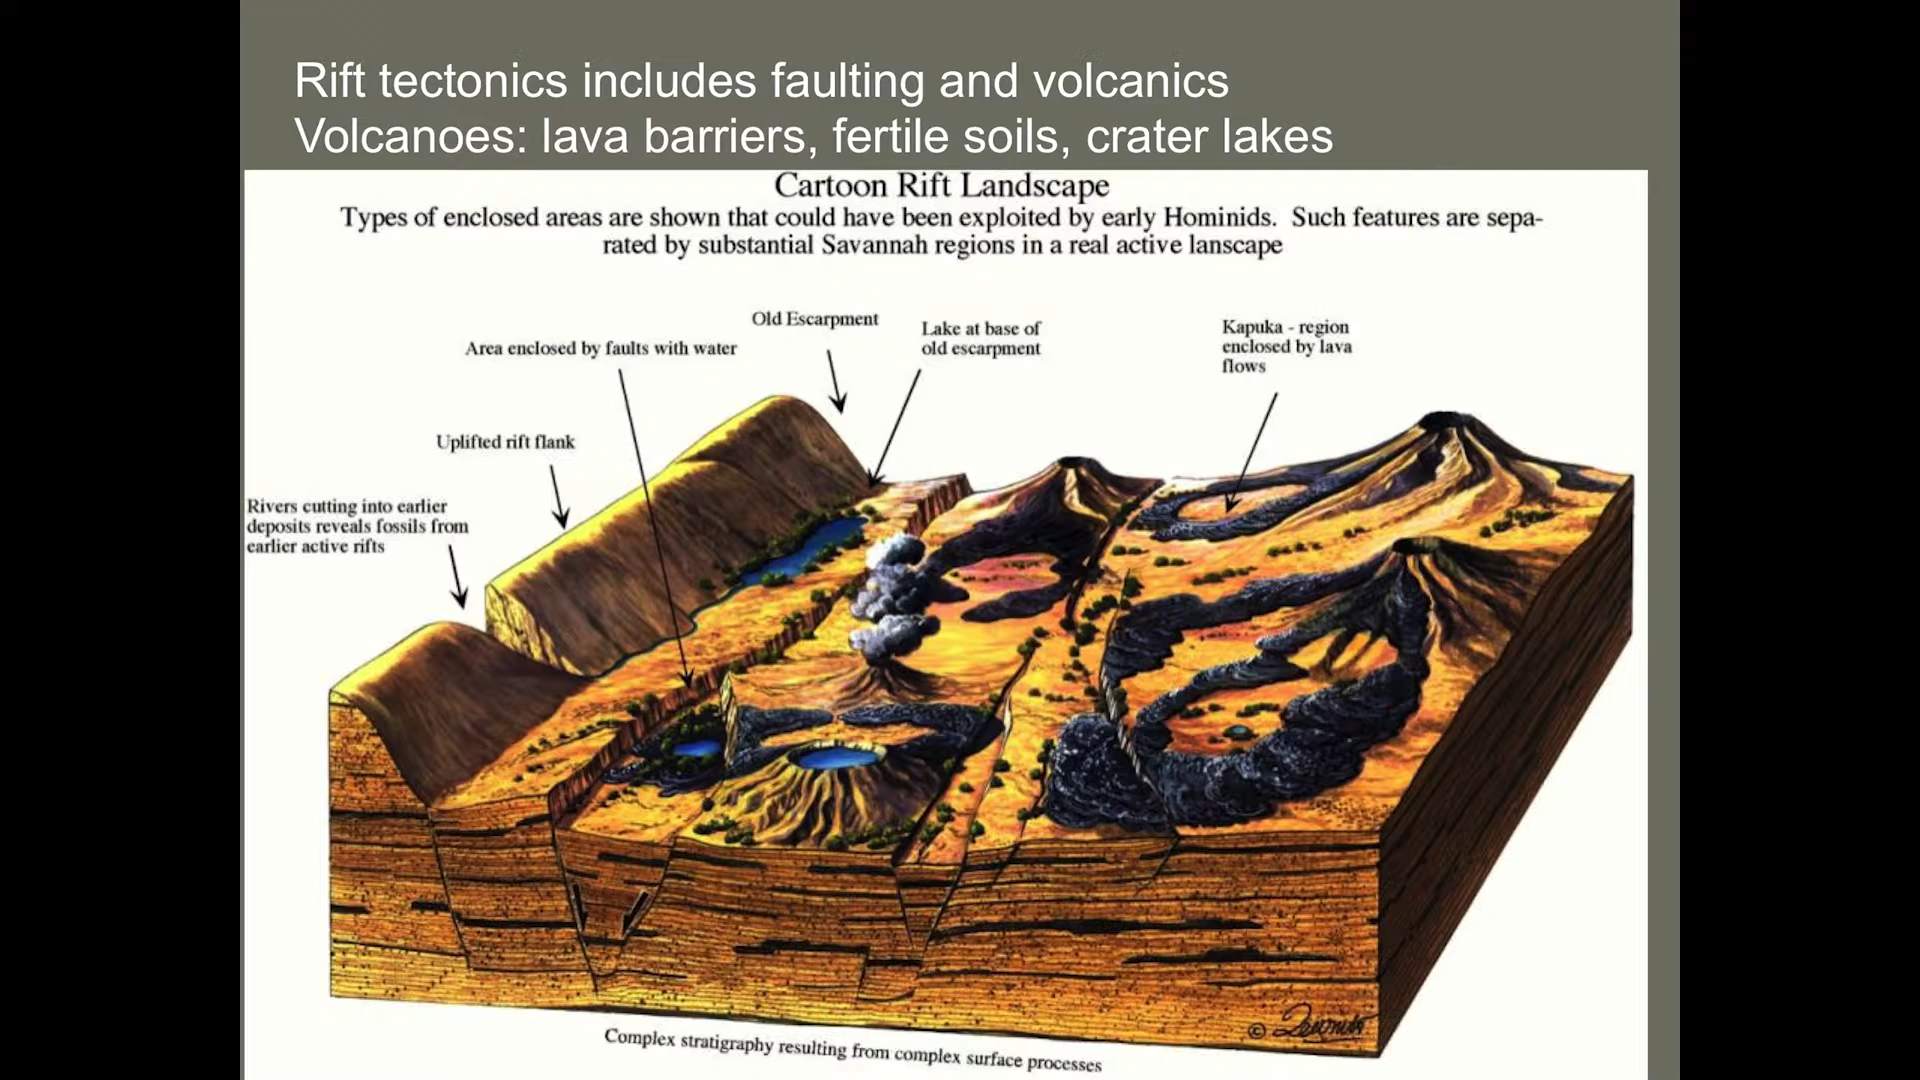 Rift tectonics includes faulting and volcanics
Volcanoes: lava barriers, fertile soils, crater lakes
Cartoon Rift Landscape
Types of enclosed areas are shown that could have been exploited by early Hominids. Such features are sepa-
rated by substantial Savannah regions in a real active lanscape
Old Escarpment
Lake at base of
old escarpment
Kapuka - region
enclosed by lava
flows
Area enclosed by faults with water
Uplifted rift flank
Rivers cutting into earlier
deposits reveals fossils from
earlier active rifts
©
Complex stratigraphy resulting from complex surface processes